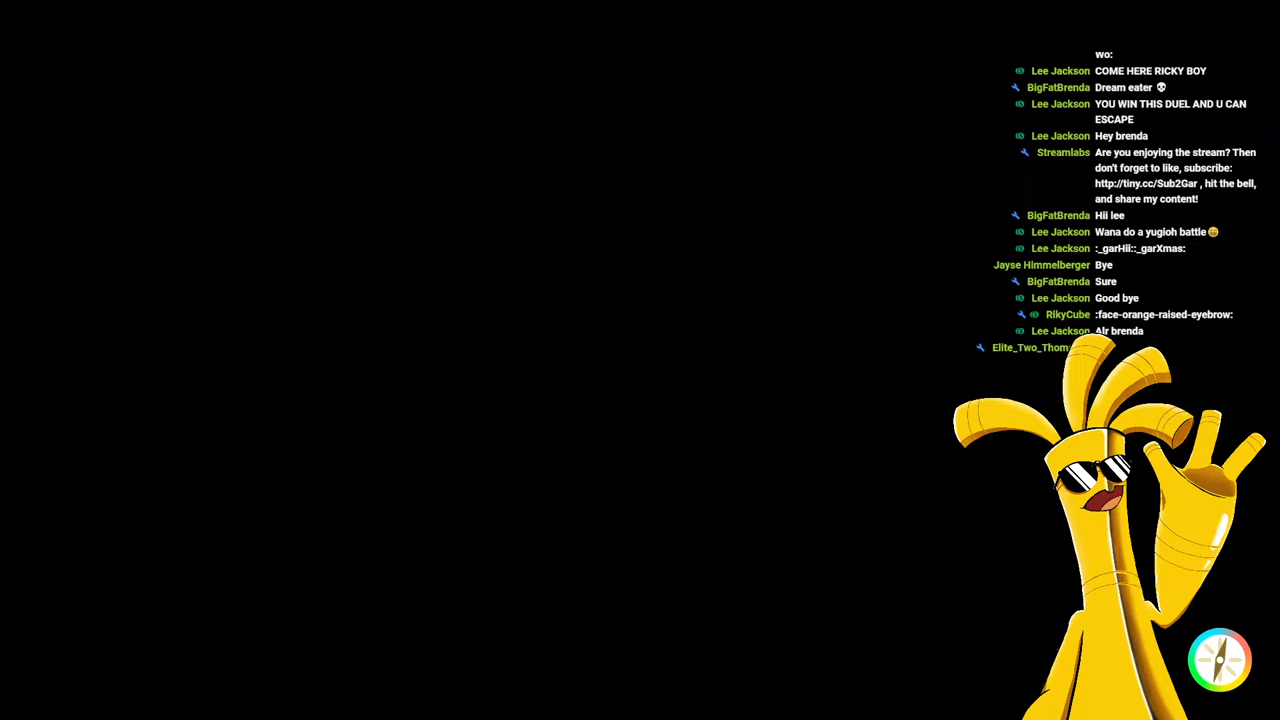 wo:
Lee Jackson COME HERE RICKY BOY
BigFatBrenda Dream eater 💀
Lee Jackson YOU WIN THIS DUEL AND U CAN
ESCAPE
Lee Jackson Hey brenda
Streamlabs Are you enjoying the stream? Then
don't forget to like, subscribe:
http://tiny.cc/Sub2Gar , hit the bell,
and share my content!
BigFatBrenda Hii lee
Lee Jackson Wana do a yugioh battle😄
Lee Jackson :_garHii::_garXmas:
Jayse Himmelberger Bye
BigFatBrenda Sure
Lee Jackson Good bye
RikyCube :face-orange-raised-eyebrow:
Lee Jackson brenda